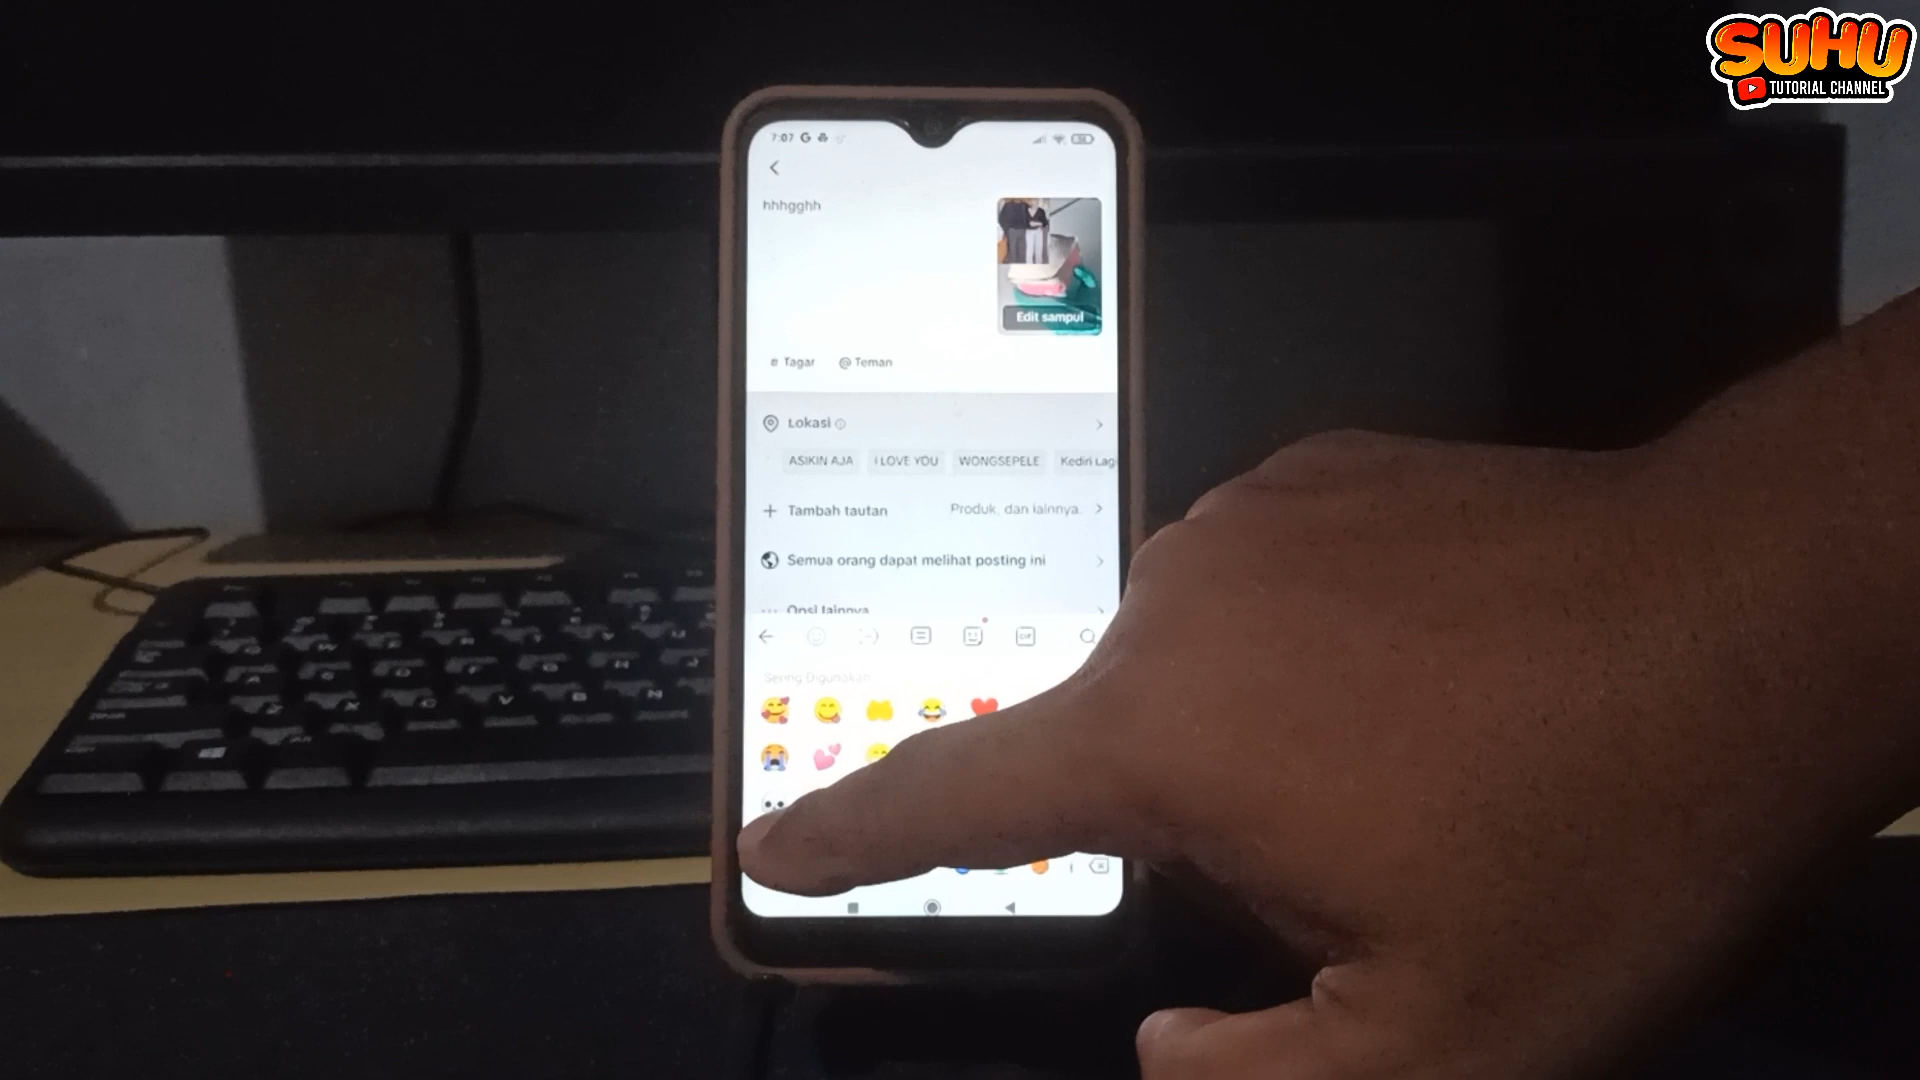 SUHU
TUTORIAL CHANNEL
7:07
hhhgghh
Edit sampul
# Tagar
@ Teman
Lokasi
ASIKIN AJA
I LOVE YOU
WONGSEPELE
Kediri Lag
+ Tambah tautan
Produk, dan lainnya.
Semua orang dapat melihat posting ini
Opsi lainnya
GIF
Sering Digunakan